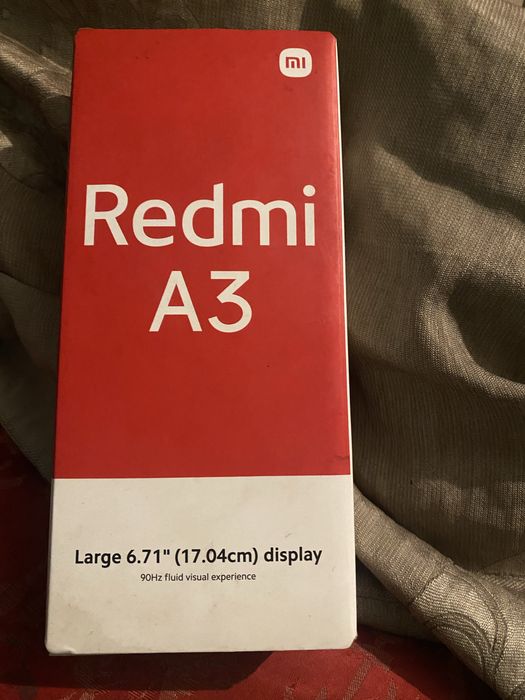 mi
Redmi
A3
Large 6.71" (17.04cm) display
90Hz fluid visual experience